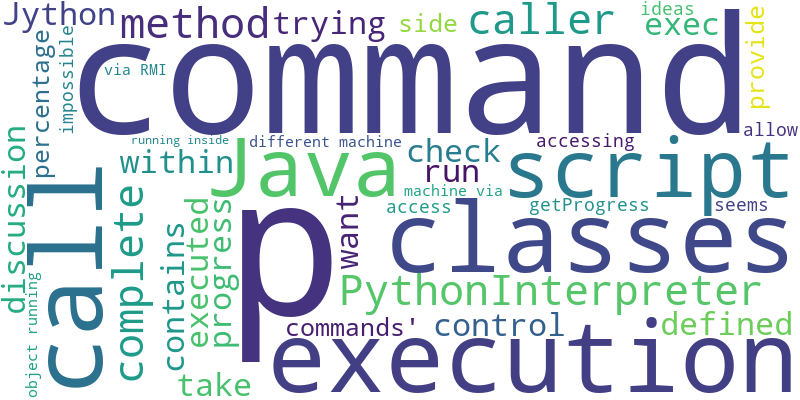 Jython
method
trying
side
caller
ideas
exec
provide
percentage
impossible
via RMI
command
allow
running inside
different machine
accessing
discussion
call
within
Java
check
run
script
machine via
access
getProgress
seems
complete
contains
executed
progress
p
want
classes
PythonInterpreter
object running
commands'
control
defined
take
execution